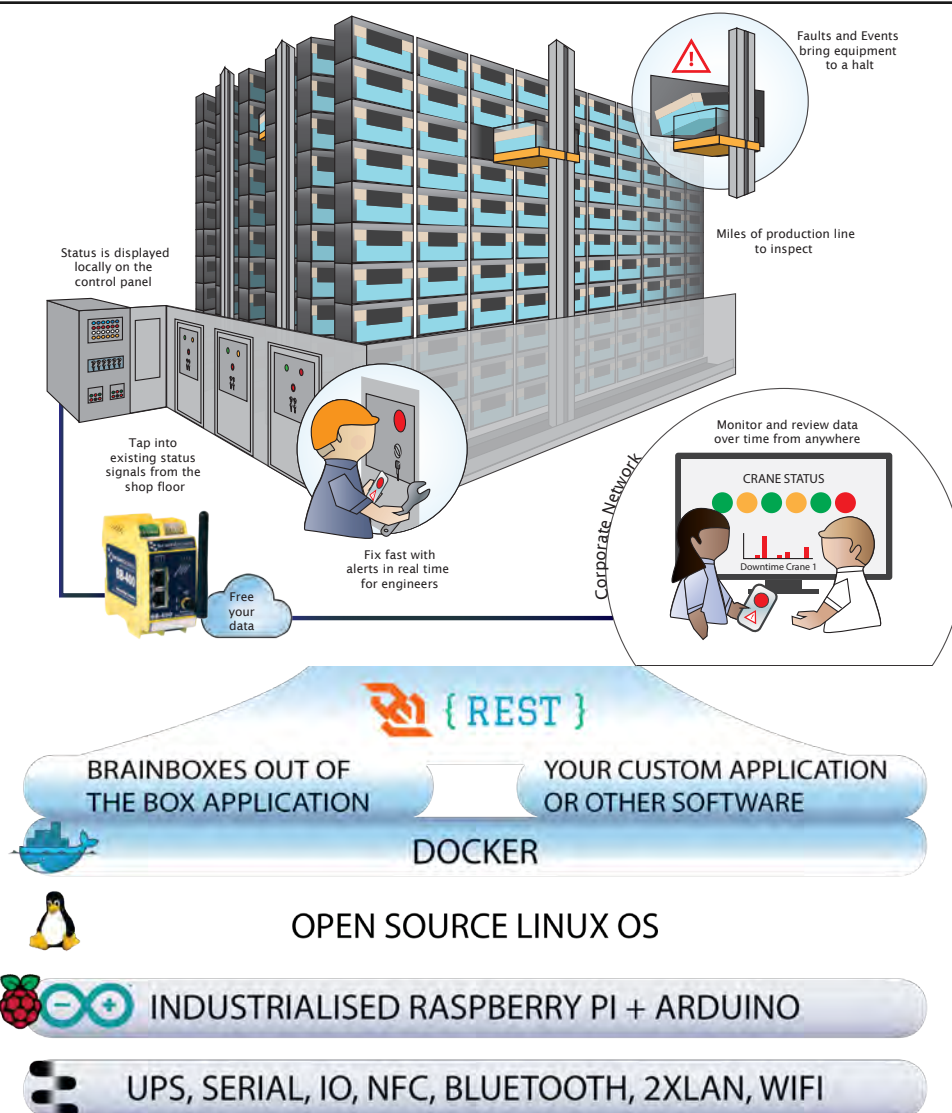 Faults and Events
bring equipment
to a halt
Miles of production line
to inspect
Status is displayed
locally on the
control panel
Tap into
existing status
signals from the
shop floor
Fix fast with
alerts in real time
for engineers
BB-400
Free
your
data
Corporate Network
Monitor and review data
over time from anywhere
CRANE STATUS
Downtime Crane 1
{ REST }
BRAINBOXES OUT OF
THE BOX APPLICATION
YOUR CUSTOM APPLICATION
OR OTHER SOFTWARE
DOCKER
OPEN SOURCE LINUX OS
INDUSTRIALISED RASPBERRY PI + ARDUINO
UPS, SERIAL, IO, NFC, BLUETOOTH, 2XLAN, WIFI